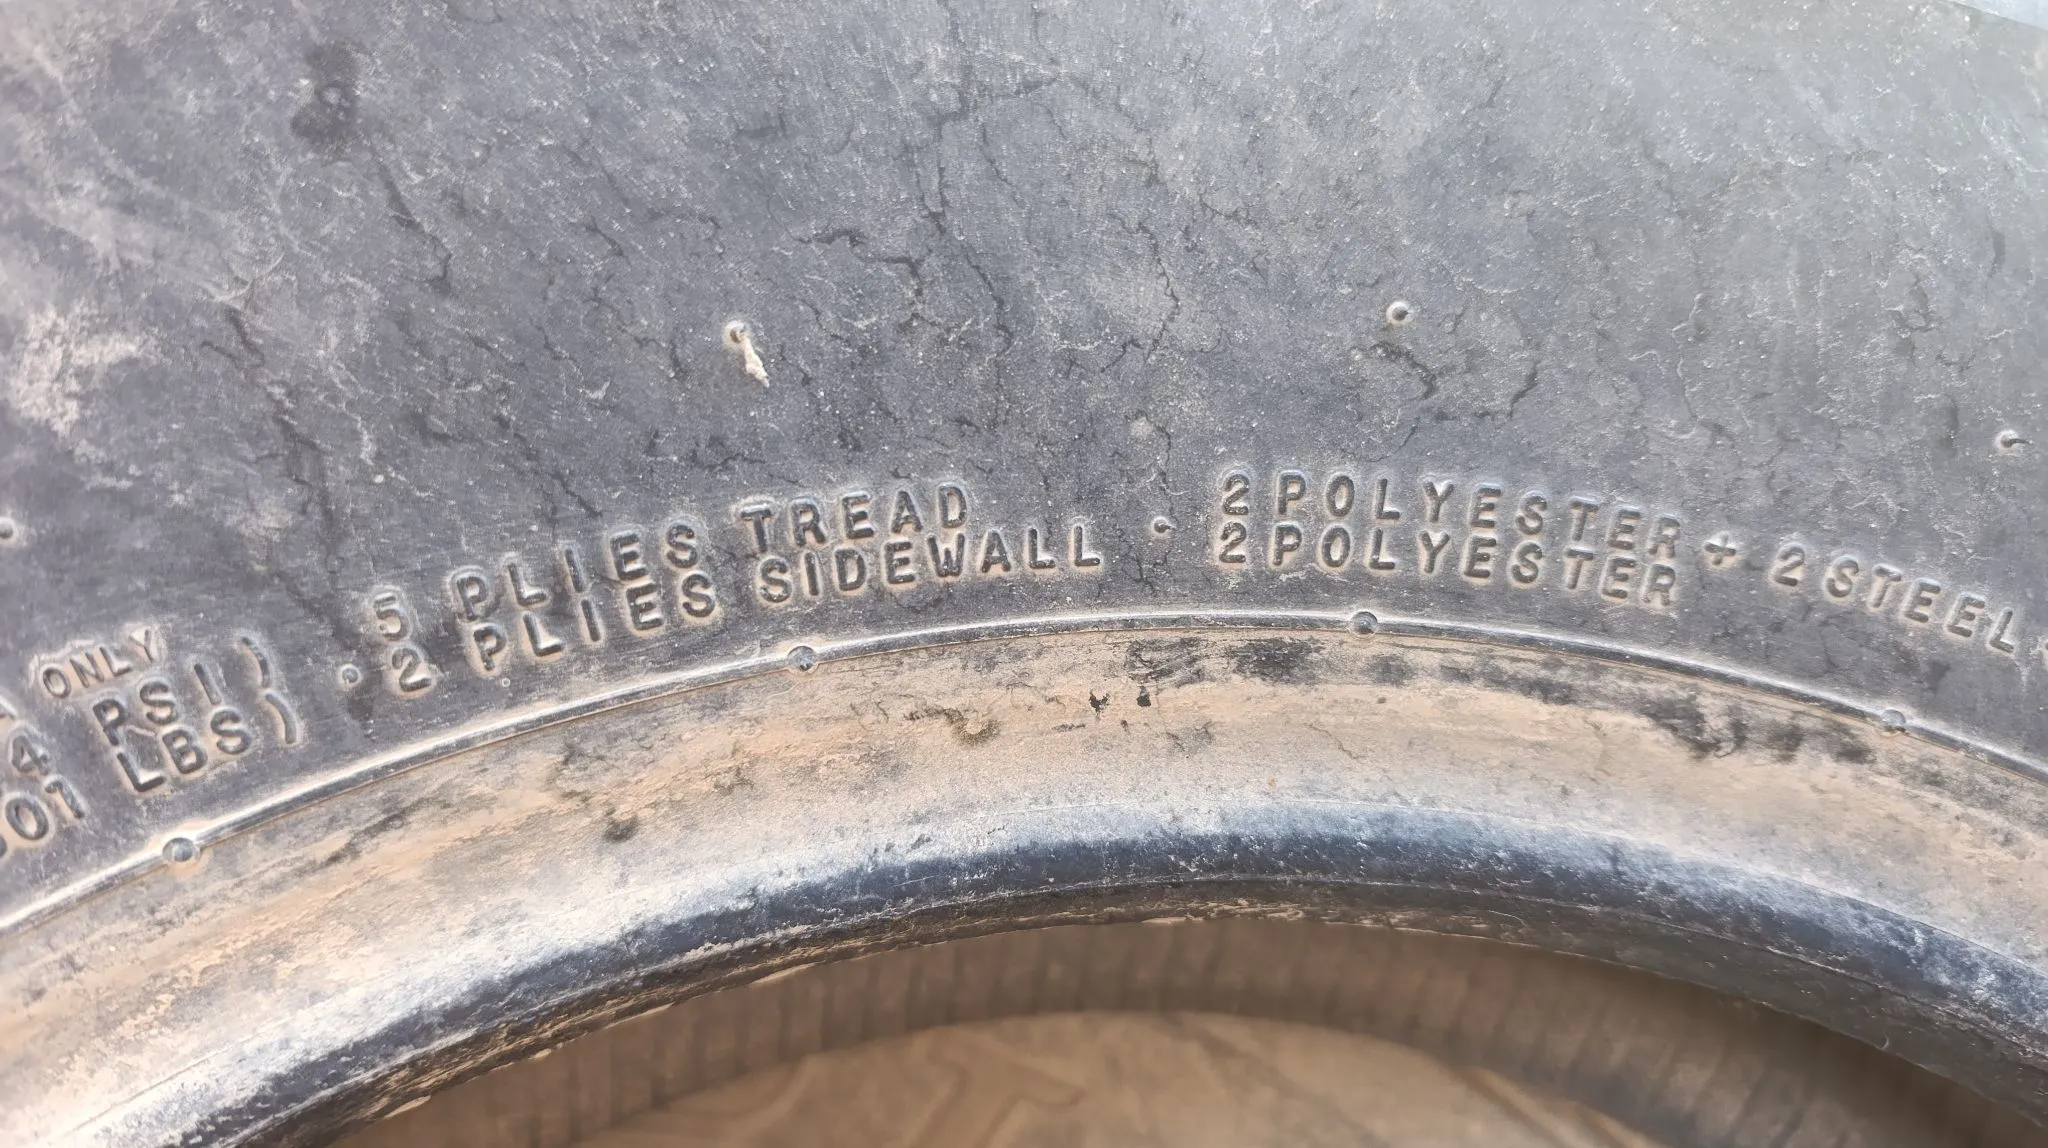 ONLY
PSI)
LBS)
· 5 PLIES TREAD
2 PLIES SIDEWALL
· 2 POLYESTER + 2 STEEL
2 POLYESTER